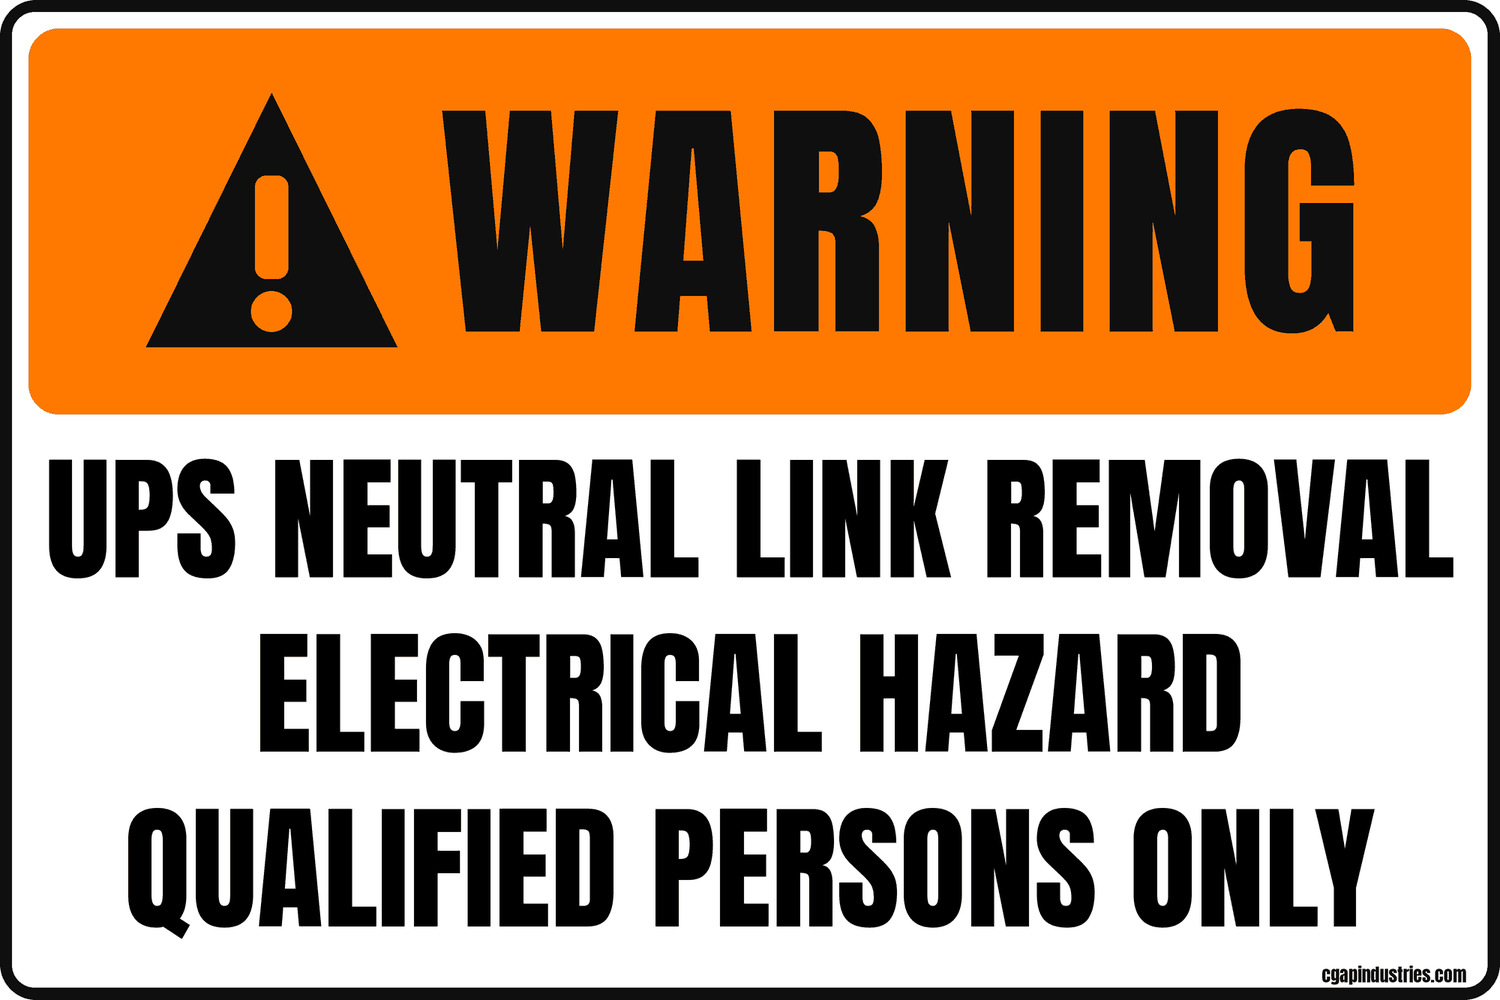 WARNING
UPS NEUTRAL LINK REMOVAL
ELECTRICAL HAZARD
QUALIFIED PERSONS ONLY
cgapindustries.com